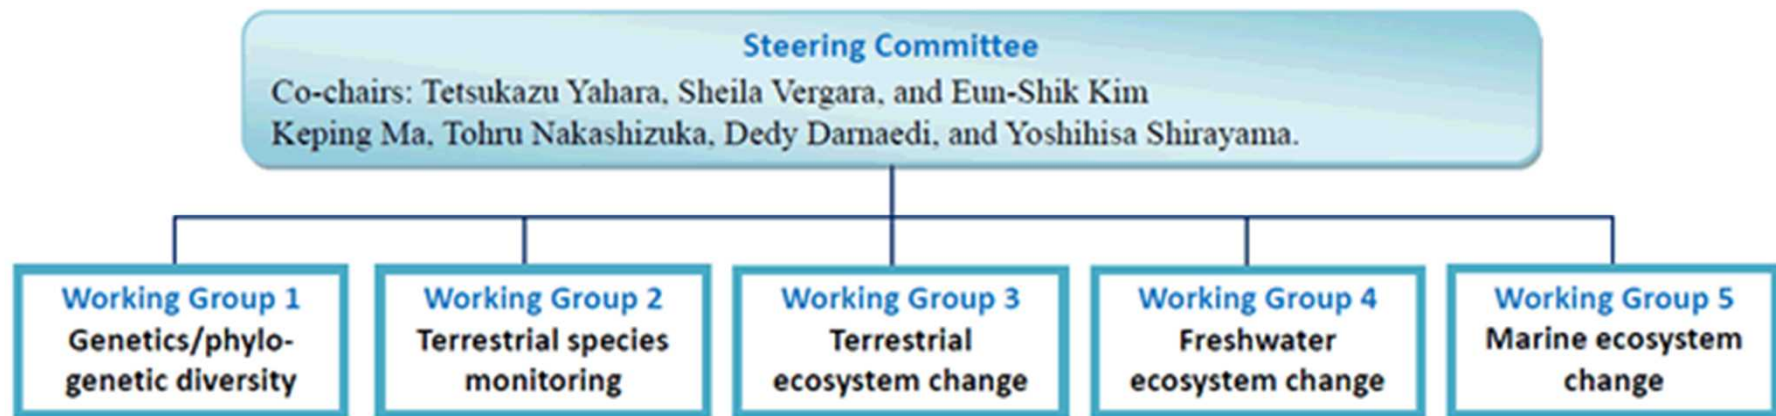 Steering Committee
Co-chairs: Tetsukazu Yahara, Sheila Vergara, and Eun-Shik Kim
Keping Ma, Tohru Nakashizuka, Dedy Darnaedi, and Yoshihisa Shirayama.
Working Group 1
Genetics/phylo-
genetic diversity
Working Group 2
Terrestrial species
monitoring
Working Group 3
Terrestrial
ecosystem change
Working Group 4
Freshwater
ecosystem change
Working Group 5
Marine ecosystem
change